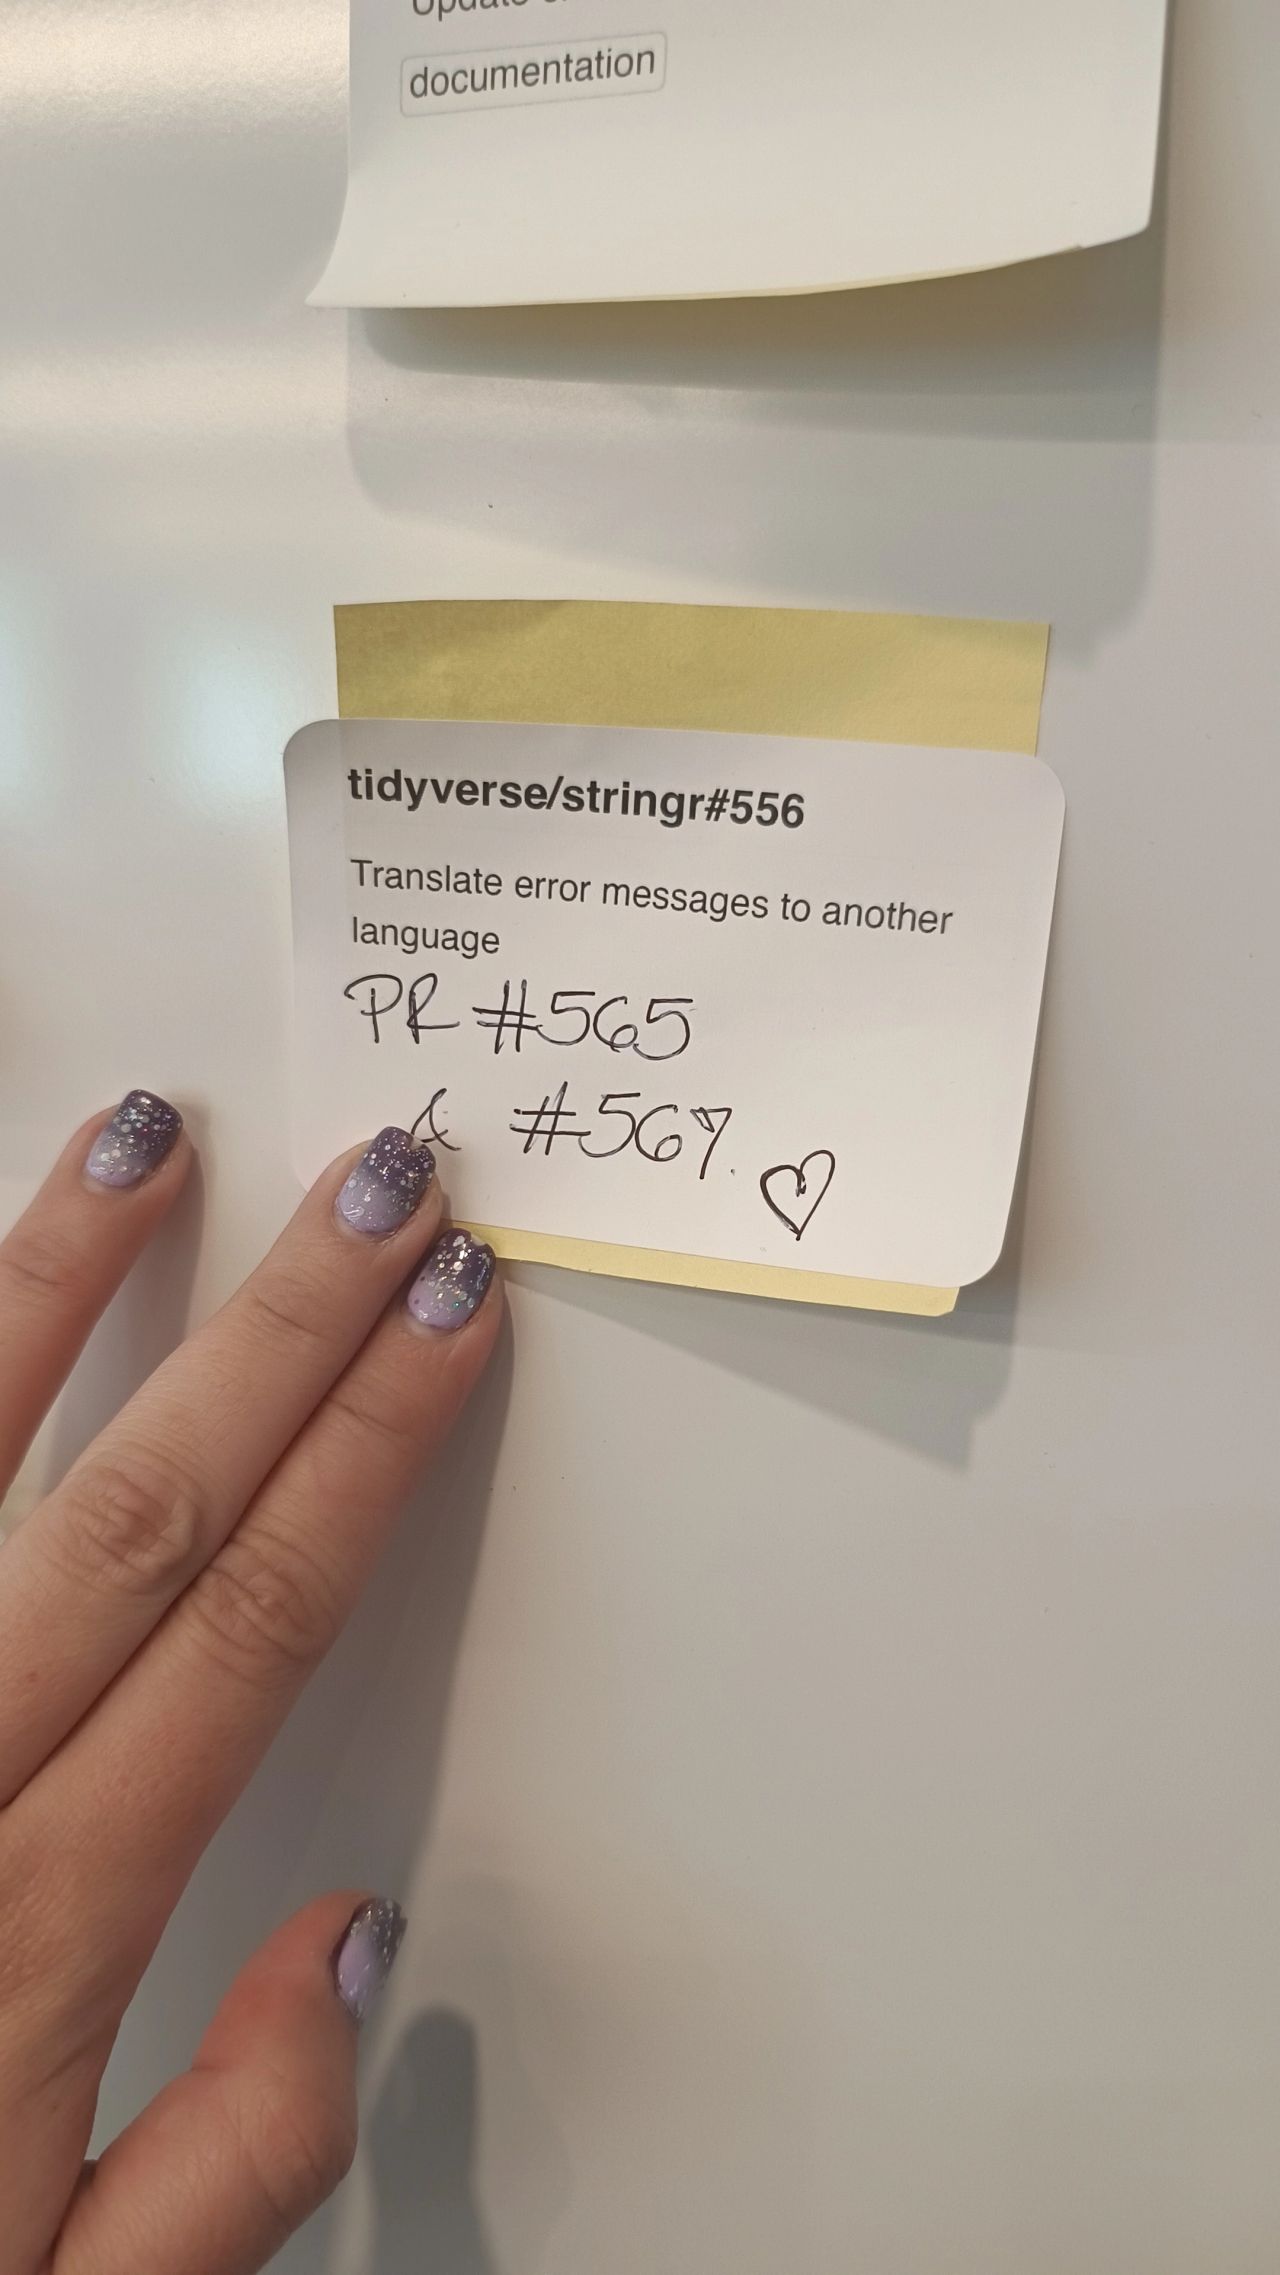 documentation
tidyverse/stringr#556
Translate error messages to another
language
PR #565
& #567.